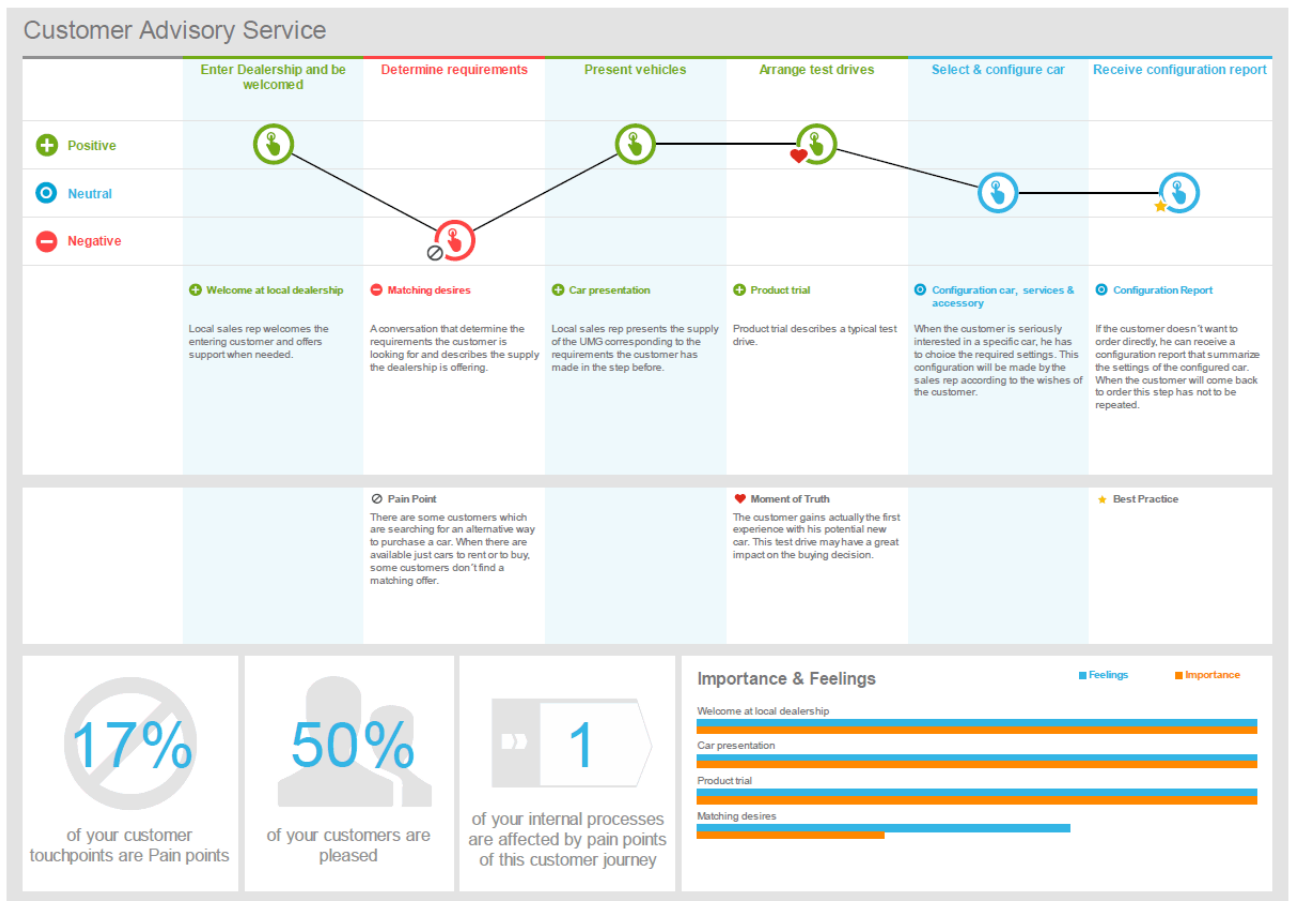 Customer Advisory Service
Enter Dealership and be
welcomed
Determine requirements
Present vehicles
Arrange test drives
Select & configure car
Receive configuration report
Positive
Neutral
Negative
Welcome at local dealership
Local sales rep welcomes the
entering customer and offers
support when needed.
Matching desires
A conversation that determine the
requirements the customer is
looking for and describes the supply
the dealership is offering.
Car presentation
Local sales rep presents the supply
of the UMG corresponding to the
requirements the customer has
made in the step before.
Product trial
Product trial describes a typical test
drive.
Configuration car, services &
accessory
When the customer is seriously
interested in a specific car, he has
to choice the required settings. This
configuration will be made by the
sales rep according to the wishes of
the customer.
Configuration Report
If the customer doesn´t want to
order directly, he can receive a
configuration report that summarize
the settings of the configured car.
When the customer will come back
to order this step has not to be
repeated.
Pain Point
There are some customers which
are searching for an alternative way
to purchase a car. When there are
available just cars to rent or to buy,
some customers don´t find a
matching offer.
Moment of Truth
The customer gains actually the first
experience with his potential new
car. This test drive may have a great
impact on the buying decision.
Best Practice
17%
of your customer
touchpoints are Pain points
50%
of your customers are
pleased
1
of your internal processes
are affected by pain points
of this customer journey
Importance & Feelings
Feelings
Importance
Welcome at local dealership
Car presentation
Product trial
Matching desires